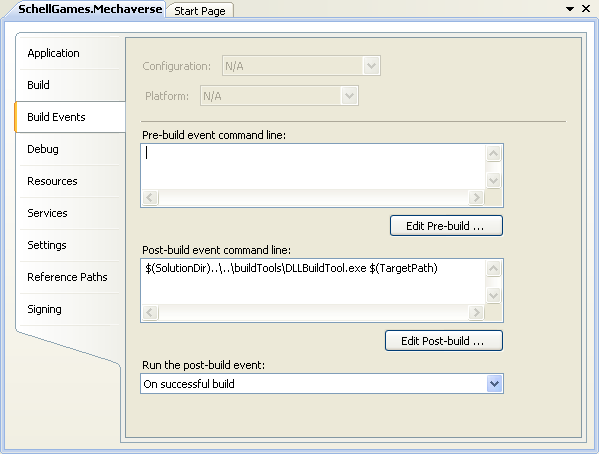 SchellGames.Mechaverse Start Page
Application
Build
Build Events
Debug
Resources
Services
Settings
Reference Paths
Signing
Configuration: N/A
Platform: N/A
Pre-build event command line:
Edit Pre-build ...
Post-build event command line:
$(SolutionDir)..\..\buildTools\DLLBuildTool.exe $(TargetPath)
Edit Post-build ...
Run the post-build event:
On successful build